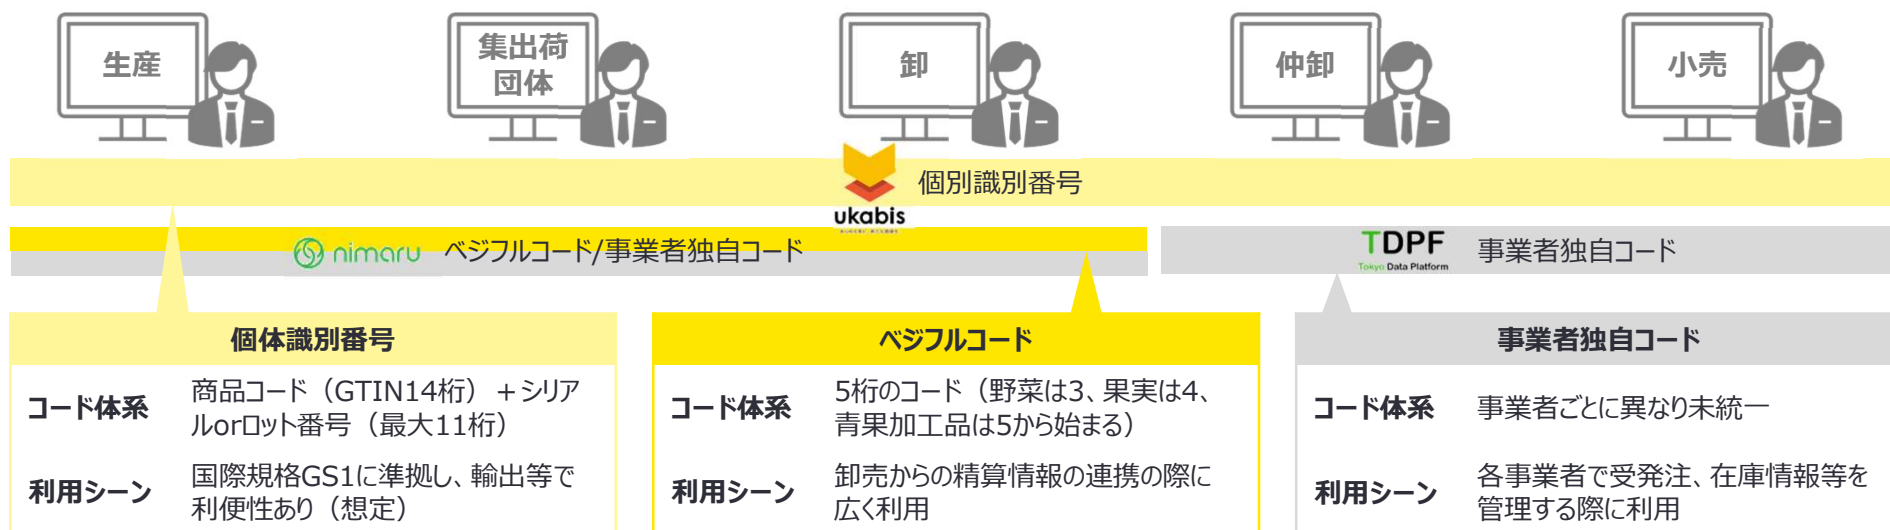 生産
集出荷
団体
卸
仲卸
小売
個別識別番号
ukabis
nimaru ベジフルコード/事業者独自コード
TDPF
Tokyo Data Platform
事業者独自コード
個体識別番号
コード体系
商品コード（GTIN14桁）＋シリア
ルorロット番号（最大11桁）
利用シーン
国際規格GS1に準拠し、輸出等で
利便性あり（想定）
ベジフルコード
コード体系
5桁のコード（野菜は3、果実は4、
青果加工品は5から始まる）
利用シーン
卸売からの精算情報の連携の際に
広く利用
事業者独自コード
コード体系
事業者ごとに異なり未統一
利用シーン
各事業者で受発注、在庫情報等を
管理する際に利用